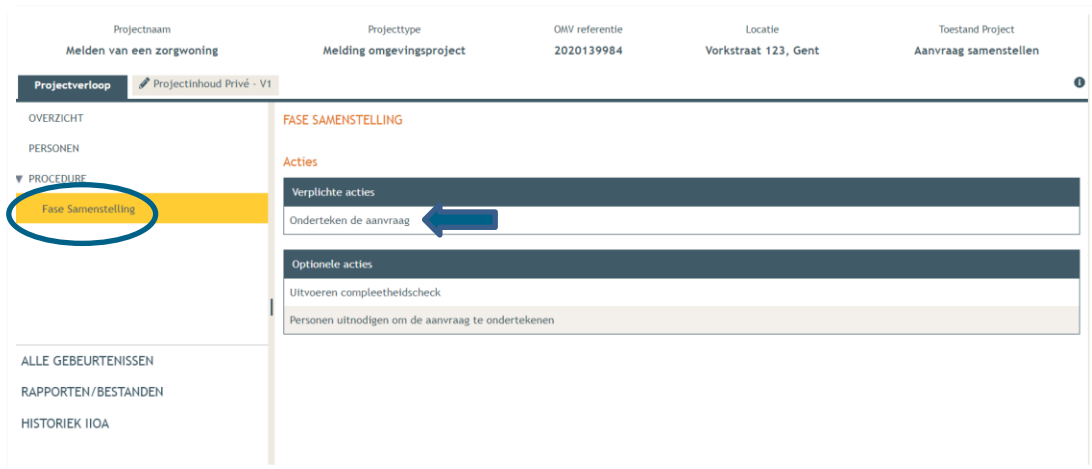 Projectnaam Projecttype OMV referentie Locatie Toestand Project
Melden van een zorgwoning Melding omgevingsproject 2020139984 Vorkstraat 123, Gent Aanvraag samenstellen
Projectverloop Projectinhoud Privé - V1
OVERZICHT
PERSONEN
PROCEDURE
Fase Samenstelling
ALLE GEBEURTENISSEN
RAPPORTEN/BESTANDEN
HISTORIEK IIOA
FASE SAMENSTELLING
Acties
Verplichte acties
Onderteken de aanvraag
Optionele acties
Uitvoeren compleetheidscheck
Personen uitnodigen om de aanvraag te ondertekenen